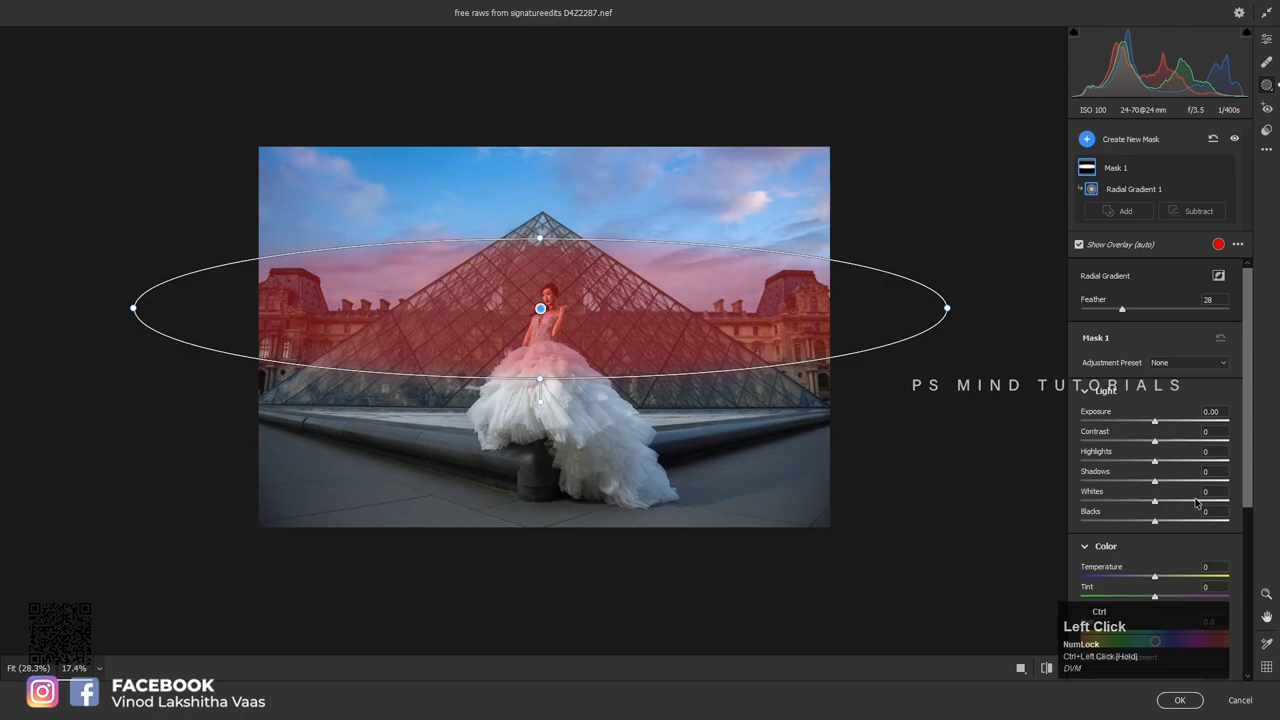 free raws from signatureedits D4Z2287.nef
ISO 100 24-70@24 mm f/3.5 1/400s
Create New Mask
Mask 1
Radial Gradient 1
Add Subtract
Show Overlay (auto)
Radial Gradient
Feather 28
Mask 1
Adjustment Preset None
PS MIND TUTORIALS
Light
Exposure 0.00
Contrast 0
Highlights 0
Shadows 0
Whites 0
Blacks 0
Color
Temperature 0
Tint 0
Ctrl
0.0
Left Click
NumLock
Ctrl+Left Click [Hold]
DVM
Fit (28.3%) 17.4%
FACEBOOK
Vinod Lakshitha Vaas
OK Cancel